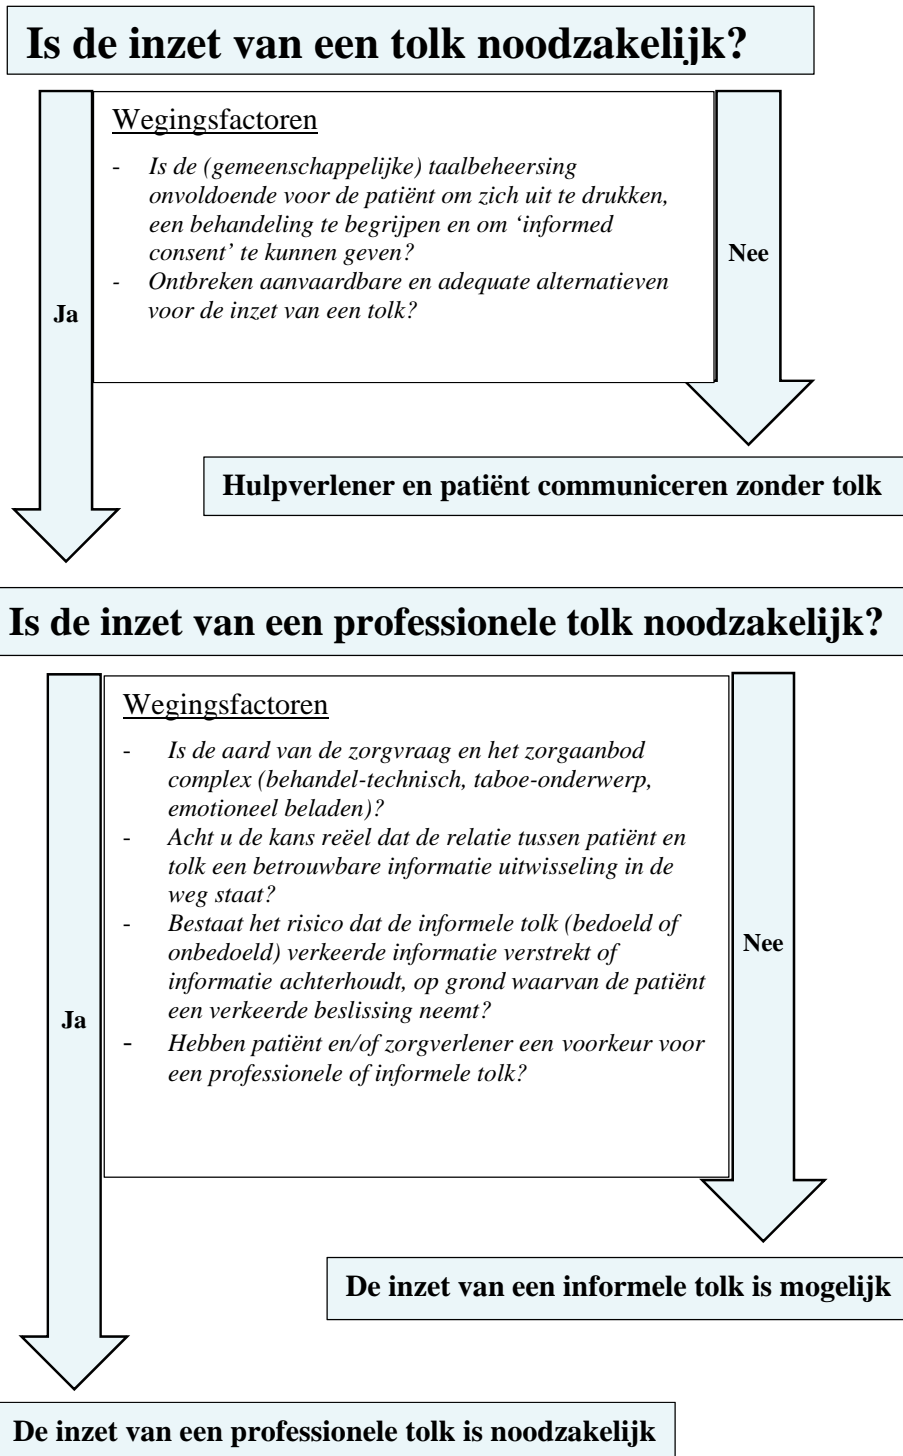 Is de inzet van een tolk noodzakelijk?
Wegingsfactoren
- Is de (gemeenschappelijke) taalbeheersing
onvoldoende voor de patiënt om zich uit te drukken,
een behandeling te begrijpen en om ‘informed
consent’ te kunnen geven?
- Ontbreken aanvaardbare en adequate alternatieven
voor de inzet van een tolk?
Nee
Ja
Hulpverlener en patiënt communiceren zonder tolk
Is de inzet van een professionele tolk noodzakelijk?
Wegingsfactoren
- Is de aard van de zorgvraag en het zorgaanbod
complex (behandel-technisch, taboe-onderwerp,
emotioneel beladen)?
- Acht u de kans reëel dat de relatie tussen patiënt en
tolk een betrouwbare informatie uitwisseling in de
weg staat?
- Bestaat het risico dat de informele tolk (bedoeld of
onbedoeld) verkeerde informatie verstrekt of
informatie achterhoudt, op grond waarvan de patiënt
een verkeerde beslissing neemt?
- Hebben patiënt en/of zorgverlener een voorkeur voor
een professionele of informele tolk?
Nee
Ja
De inzet van een informele tolk is mogelijk
De inzet van een professionele tolk is noodzakelijk